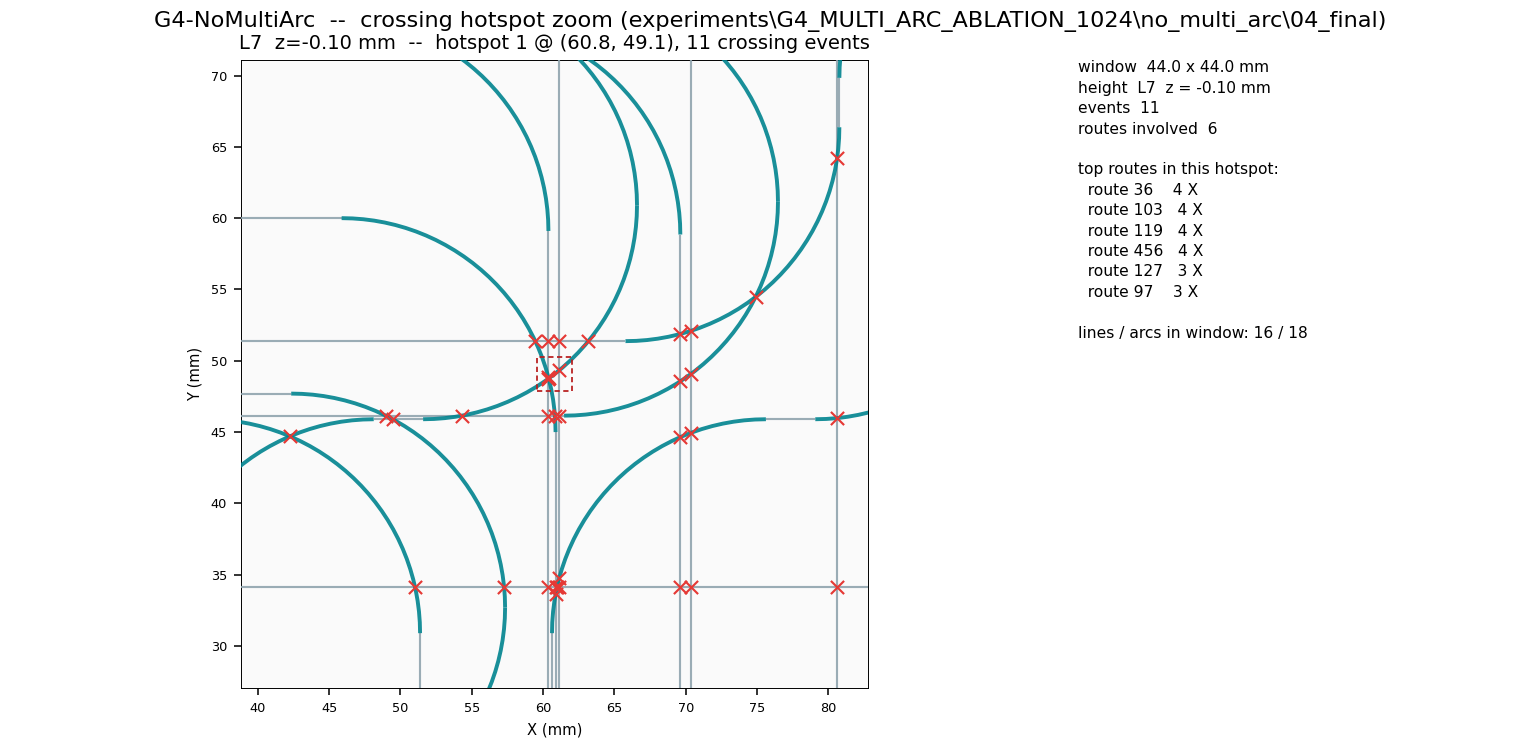 G4-NoMultiArc -- crossing hotspot zoom (experiments\G4_MULTI_ARC_ABLATION_1024\no_multi_arc\04_final)
L7 z=-0.10 mm -- hotspot 1 @ (60.8, 49.1), 11 crossing events
window 44.0 x 44.0 mm
height L7 z = -0.10 mm
events 11
routes involved 6
top routes in this hotspot:
route 36 4 X
route 103 4 X
route 119 4 X
route 456 4 X
route 127 3 X
route 97 3 X
lines / arcs in window: 16 / 18
70
65
60
55
50
45
40
35
30
Y (mm)
40 45 50 55 60 65 70 75 80
X (mm)